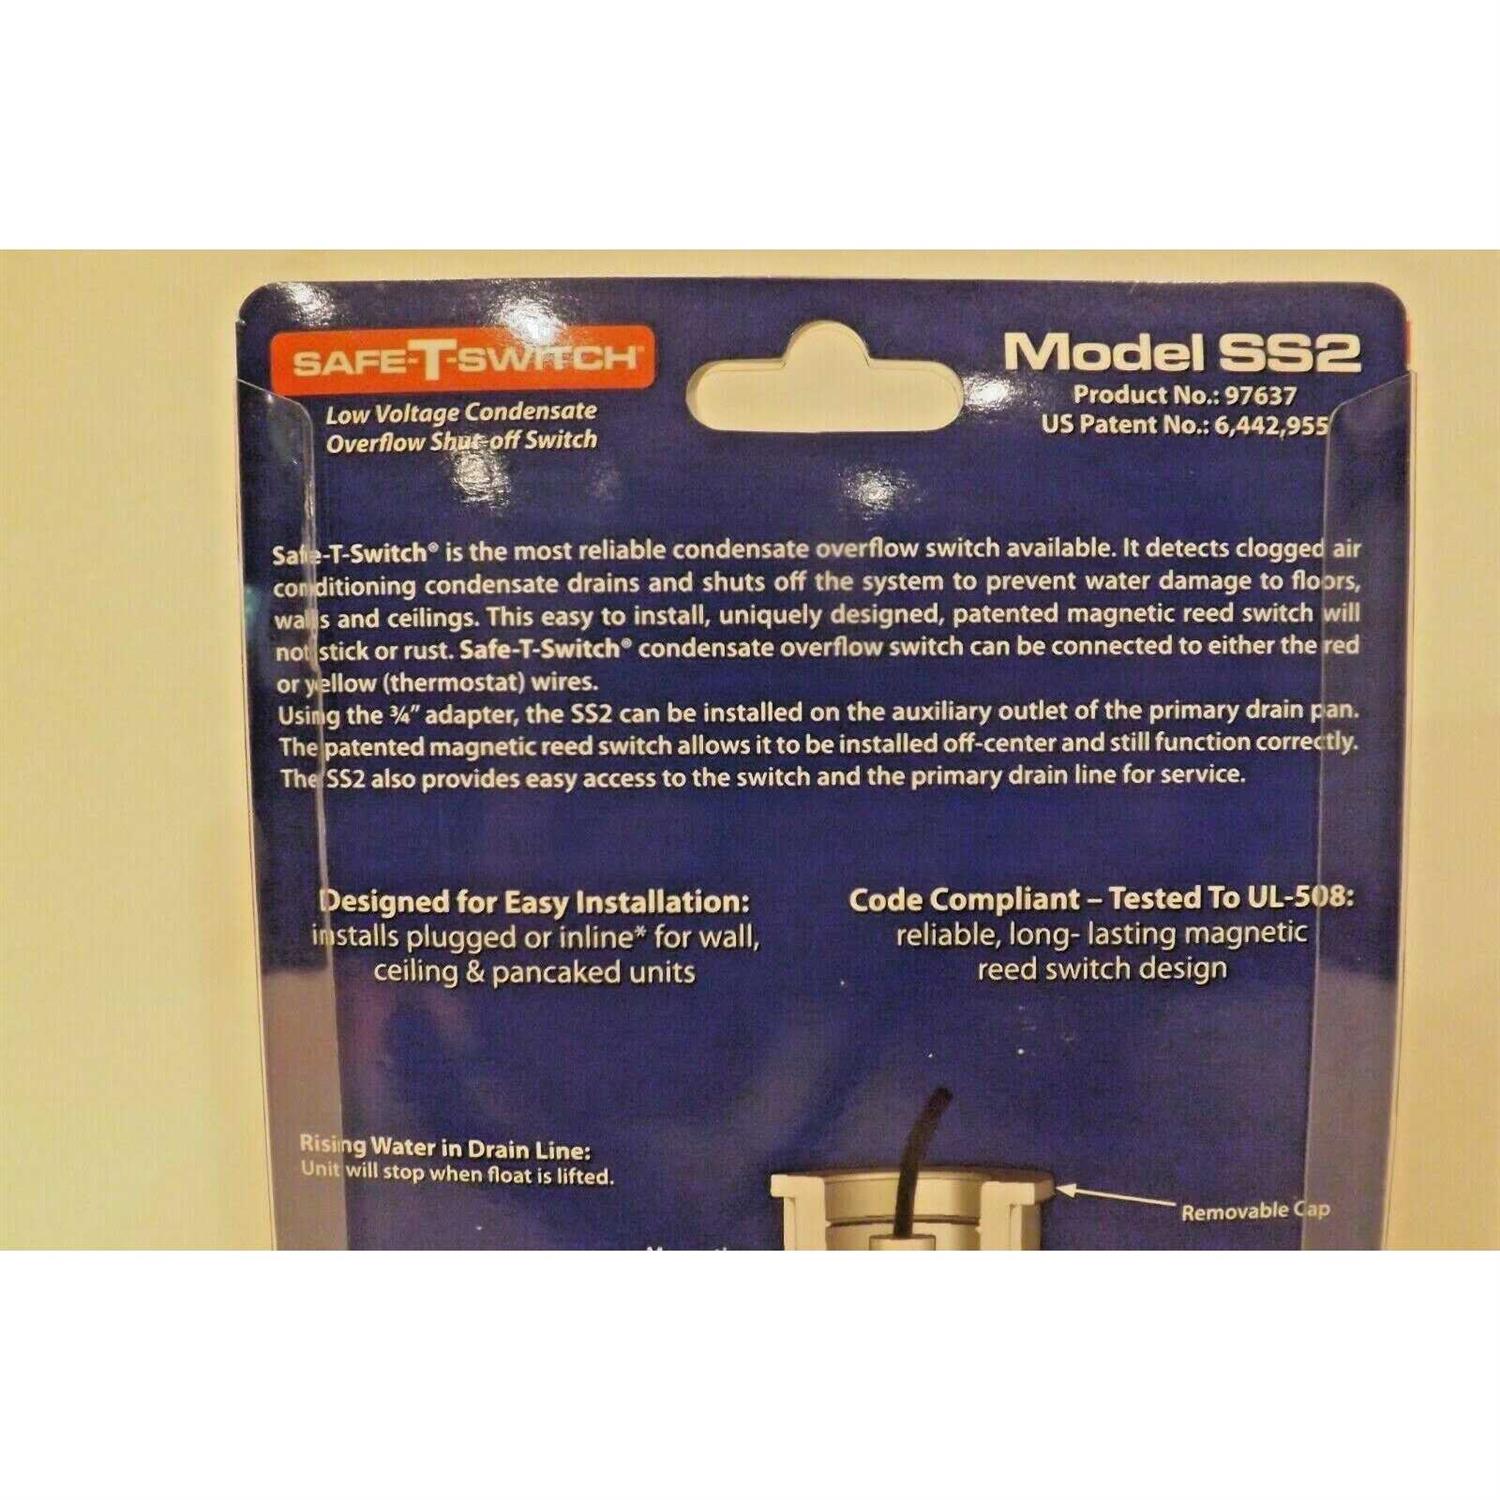 SAFE-T-SWITCH™
Low Voltage Condensate
Overflow Shut-off Switch
Model SS2
Product No.: 97637
US Patent No.: 6,442,955
Safe-T-Switch® is the most reliable condensate overflow switch available. It detects clogged air
conditioning condensate drains and shuts off the system to prevent water damage to floors,
walls and ceilings. This easy to install, uniquely designed, patented magnetic reed switch will
not stick or rust. Safe-T-Switch® condensate overflow switch can be connected to either the red
or yellow (thermostat) wires.
Using the ¾" adapter, the SS2 can be installed on the auxiliary outlet of the primary drain pan.
The patented magnetic reed switch allows it to be installed off-center and still function correctly.
The SS2 also provides easy access to the switch and the primary drain line for service.
Designed for Easy Installation:
installs plugged or inline* for wall,
ceiling & pancaked units
Code Compliant – Tested To UL-508:
reliable, long- lasting magnetic
reed switch design
Rising Water in Drain Line:
Unit will stop when float is lifted.
Removable Cap